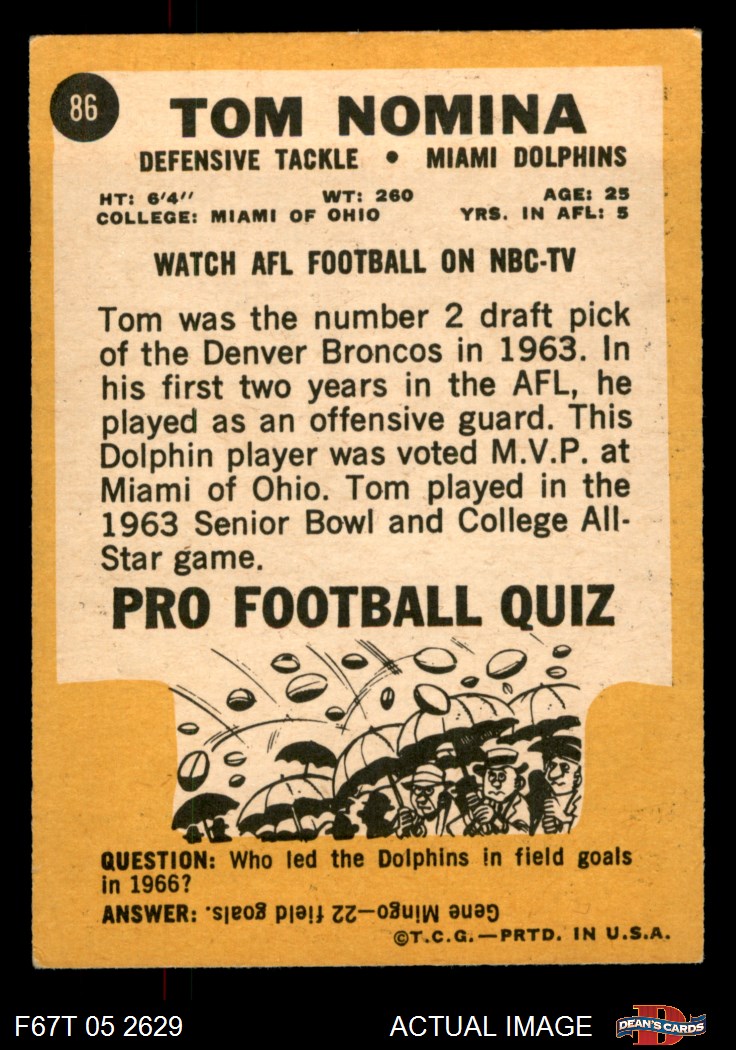 86
TOM NOMINA
DEFENSIVE TACKLE • MIAMI DOLPHINS
HT: 6'4" WT: 260 AGE: 25
COLLEGE: MIAMI OF OHIO YRS. IN AFL: 5
WATCH AFL FOOTBALL ON NBC-TV
Tom was the number 2 draft pick
of the Denver Broncos in 1963. In
his first two years in the AFL, he
played as an offensive guard. This
Dolphin player was voted M.V.P. at
Miami of Ohio. Tom played in the
1963 Senior Bowl and College All-
Star game.
PRO FOOTBALL QUIZ
QUESTION: Who led the Dolphins in field goals
in 1966?
ANSWER: Gene Mingo—22 field goals.
©T.C.G.—PRTD. IN U.S.A.
F67T 05 2629 ACTUAL IMAGE
D
DEAN'S CARDS